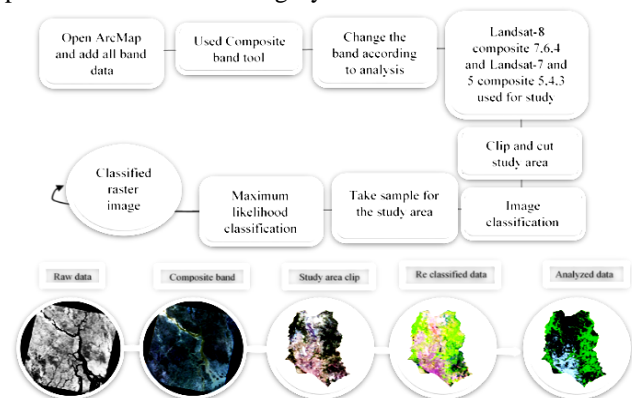 Open ArcMap
and add all band
data
Used Composite
band tool
Change the
band according
to analysis
Landsat-8
composite 7,6,4
and Landsat-7 and
5 composite 5,4,3
used for study
Clip and cut
study area
Image
classification
Take sample for
the study area
Maximum
likelihood
classification
Classified
raster
image
Raw data
Composite band
Study area clip
Re classified data
Analyzed data